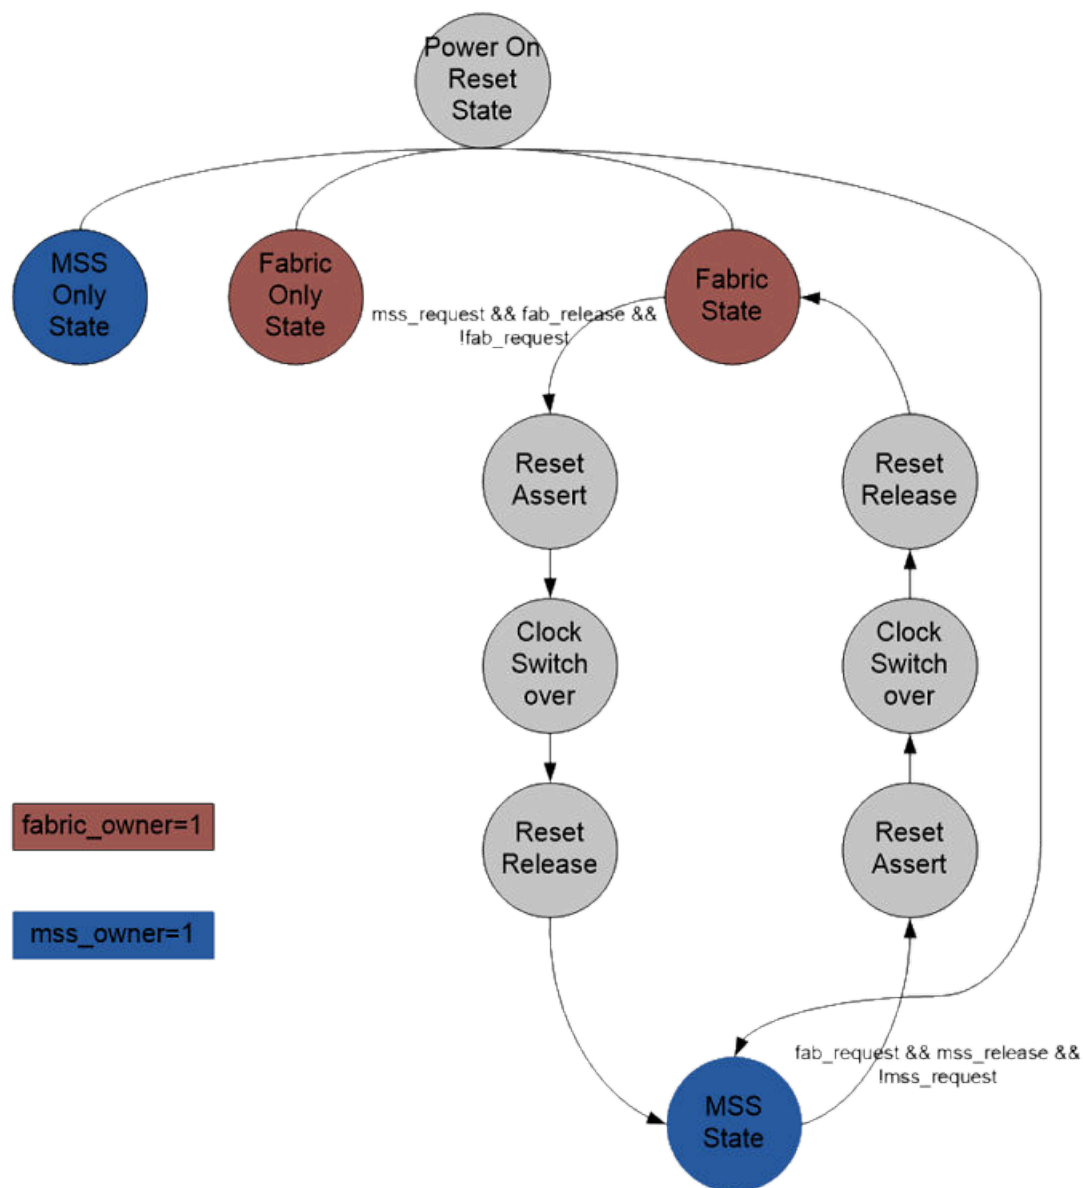 Power On
Reset
State
MSS
Only
State
Fabric
Only
State
Fabric
State
mss_request && fab_release &&
!fab_request
Reset
Assert
Reset
Release
Clock
Switch
over
Clock
Switch
over
fabric_owner=1
Reset
Release
Reset
Assert
mss_owner=1
fab_request && mss_release &&
!mss_request
MSS
State